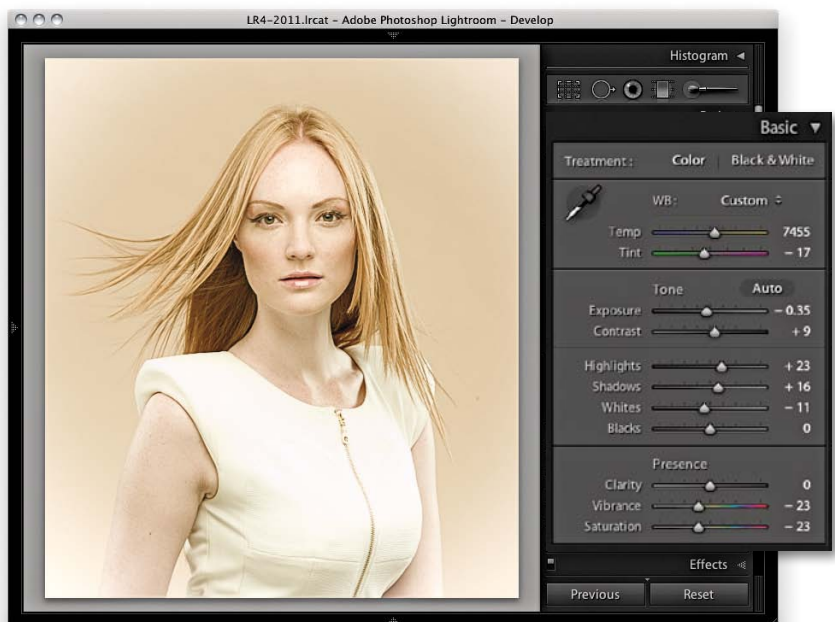 LR4-2011.lrcat - Adobe Photoshop Lightroom - Develop
Histogram
Basic
Treatment : Color Black & White
WB : Custom
Temp 7455
Tint - 17
Tone Auto
Exposure - 0.35
Contrast + 9
Highlights + 23
Shadows + 16
Whites - 11
Blacks 0
Presence
Clarity 0
Vibrance - 23
Saturation - 23
Effects
Previous Reset